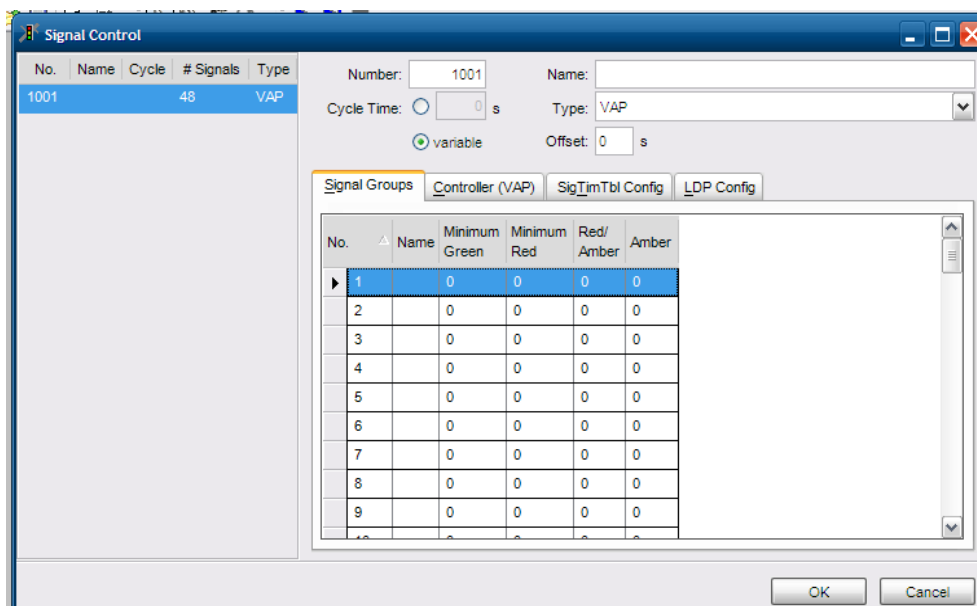 Signal Control
No. Name Cycle # Signals Type
1001 48 VAP
Number: 1001 Name:
Cycle Time: 0 s Type: VAP
variable Offset: 0 s
Signal Groups Controller (VAP) SigTimTbl Config LDP Config
No. Name Minimum Green Minimum Red Red/ Amber Amber
1 0 0 0 0
2 0 0 0 0
3 0 0 0 0
4 0 0 0 0
5 0 0 0 0
6 0 0 0 0
7 0 0 0 0
8 0 0 0 0
9 0 0 0 0
OK Cancel